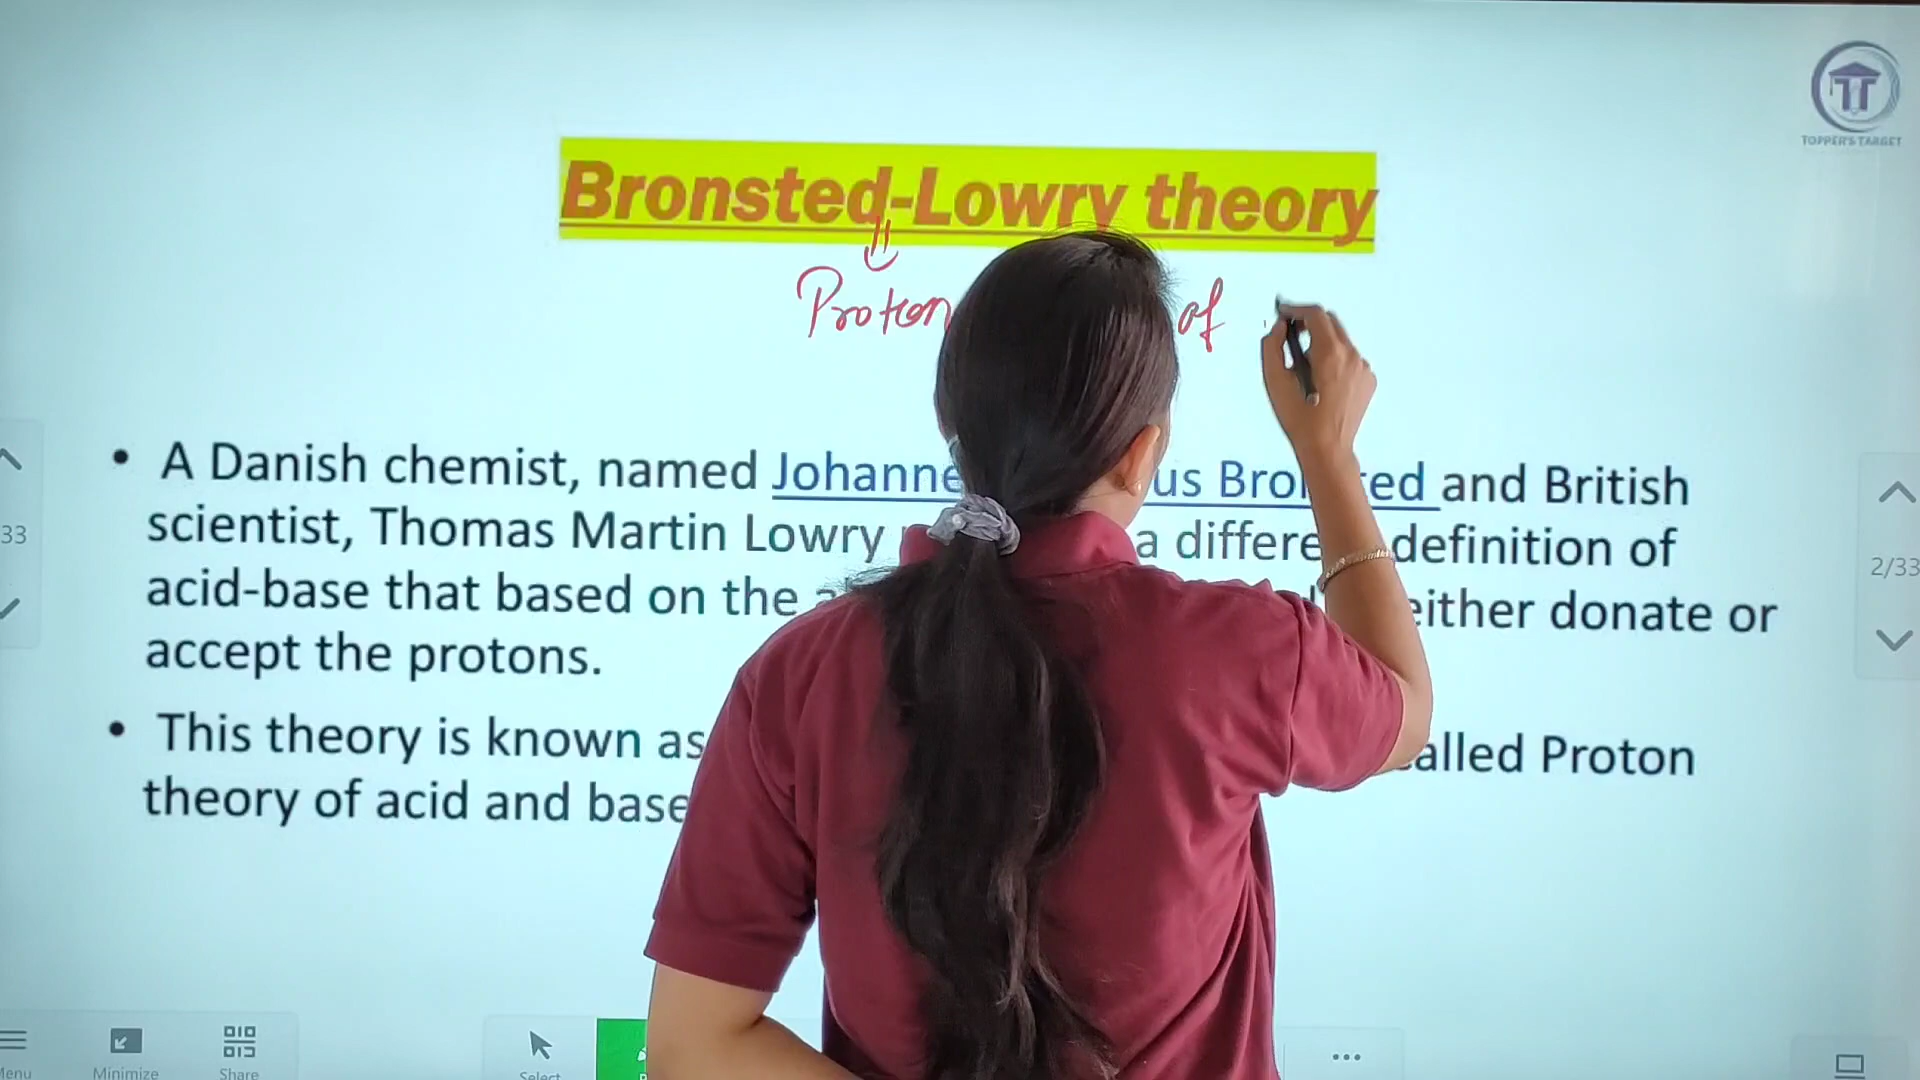 TOPPER'S TARGET
Bronsted-Lowry theory
Proton of
• A Danish chemist, named Johanne us Bro ed and British
scientist, Thomas Martin Lowry a differe definition of
acid-base that based on the either donate or
accept the protons.
• This theory is known as alled Proton
theory of acid and base
33
2/33
Menu
Minimize
Share
Select